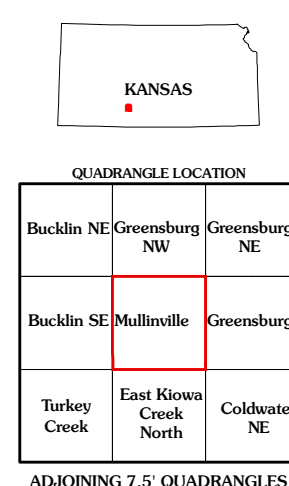 KANSAS
QUADRANGLE LOCATION
Bucklin NE Greensburg NW Greensburg NE
Bucklin SE Mullinville Greensburg
Turkey Creek East Kiowa Creek North Coldwate NE
ADJOINING 7.5' QUADRANGLES